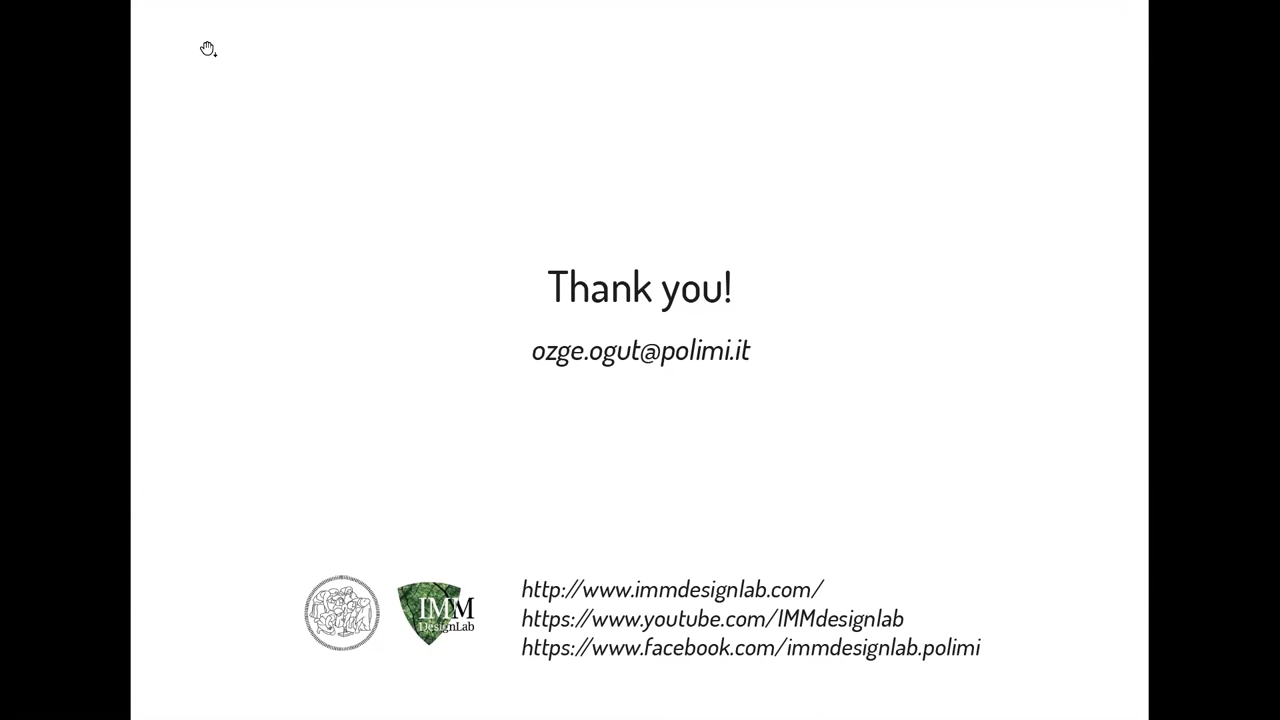 Thank you!
ozge.ogut@polimi.it
IMM
DesignLab
http://www.immdesignlab.com/
https://www.youtube.com/IMMdesignlab
https://www.facebook.com/immdesignlab.polimi